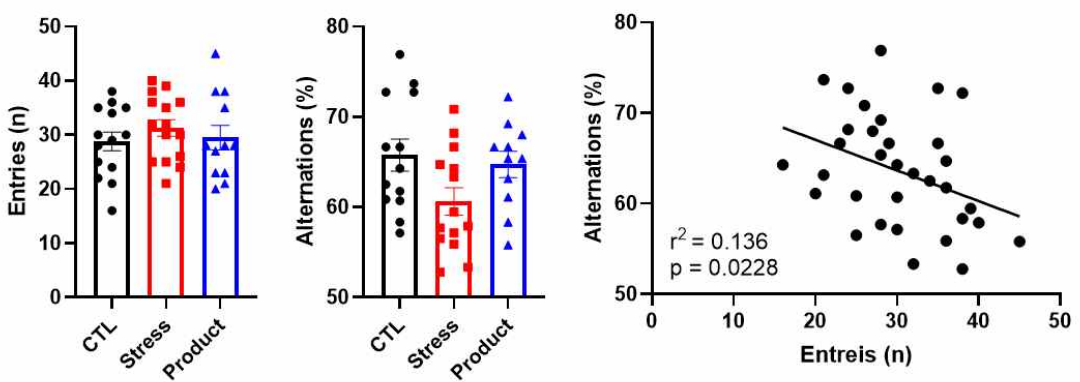 Entries (n)
50
40
30
20
10
0
CTL
Stress
Product
Alternations (%)
80
70
60
50
CTL
Stress
Product
Alternations (%)
80
70
60
50
r2 = 0.136
p = 0.0228
0
10
20
30
40
50
Entreis (n)